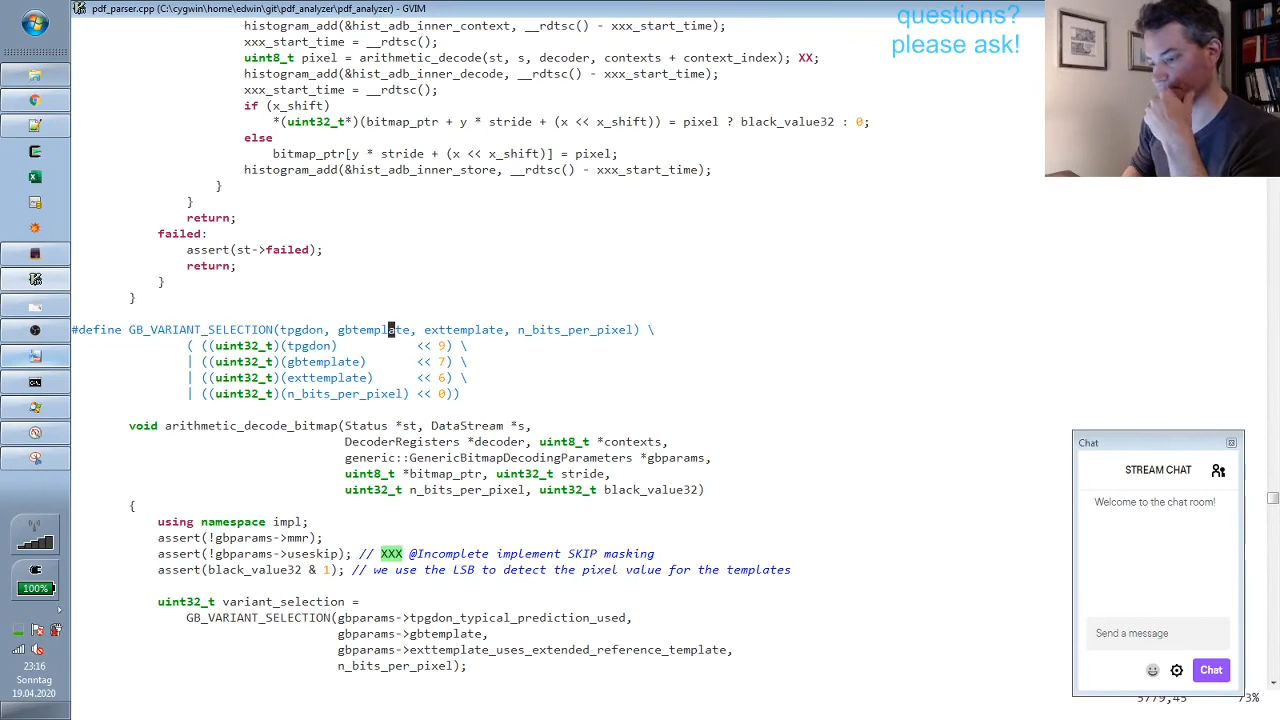 pdf_parser.cpp (C:\cygwin\home\edwin\git\pdf_analyzer\pdf_analyzer) - GVIM
questions?
please ask!
histogram_add(&hist_adb_inner_context, __rdtsc() - xxx_start_time);
xxx_start_time = __rdtsc();
uint8_t pixel = arithmetic_decode(st, s, decoder, contexts + context_index); XX;
histogram_add(&hist_adb_inner_decode, __rdtsc() - xxx_start_time);
xxx_start_time = __rdtsc();
if (x_shift)
*(uint32_t*)(bitmap_ptr + y * stride + (x << x_shift)) = pixel ? black_value32 : 0;
else
bitmap_ptr[y * stride + (x << x_shift)] = pixel;
histogram_add(&hist_adb_inner_store, __rdtsc() - xxx_start_time);
}
}
return;
failed:
assert(st->failed);
return;
}
}
#define GB_VARIANT_SELECTION(tpgdon, gbtemplate, exttemplate, n_bits_per_pixel) \
( ((uint32_t)(tpgdon) << 9) \
| ((uint32_t)(gbtemplate) << 7) \
| ((uint32_t)(exttemplate) << 6) \
| ((uint32_t)(n_bits_per_pixel) << 0))
void arithmetic_decode_bitmap(Status *st, DataStream *s,
DecoderRegisters *decoder, uint8_t *contexts,
generic::GenericBitmapDecodingParameters *gbparams,
uint8_t *bitmap_ptr, uint32_t stride,
uint32_t n_bits_per_pixel, uint32_t black_value32)
{
using namespace impl;
assert(!gbparams->mmr);
assert(!gbparams->useskip); // XXX @Incomplete implement SKIP masking
assert(black_value32 & 1); // we use the LSB to detect the pixel value for the templates
uint32_t variant_selection =
GB_VARIANT_SELECTION(gbparams->tpgdon_typical_prediction_used,
gbparams->gbtemplate,
gbparams->exttemplate_uses_extended_reference_template,
n_bits_per_pixel);
3779,45 73%
Chat
STREAM CHAT
Welcome to the chat room!
Send a message
Chat
100%
23:16
Sonntag
19.04.2020